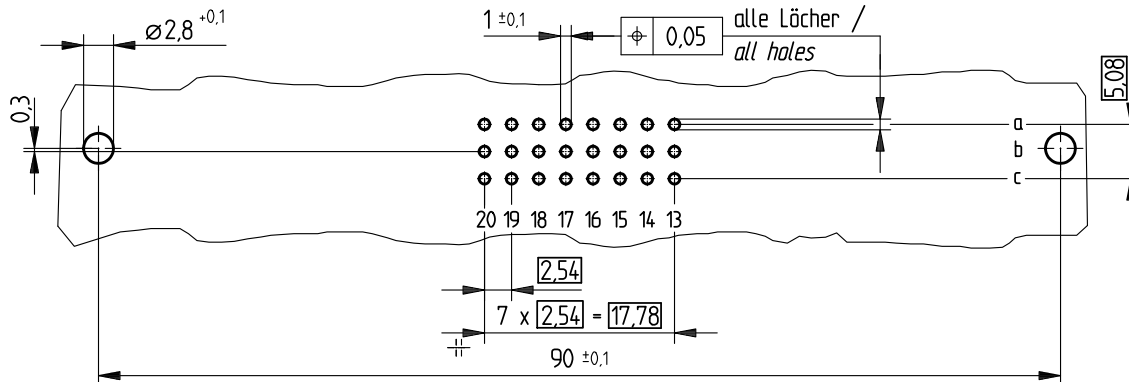 ⌀2,8 +0,1
1 ±0,1
⌖ 0,05
alle Löcher /
all holes
5,08
0,3
a
b
c
20 19 18 17 16 15 14 13
2,54
7 x 2,54 = 17,78
90 ±0,1